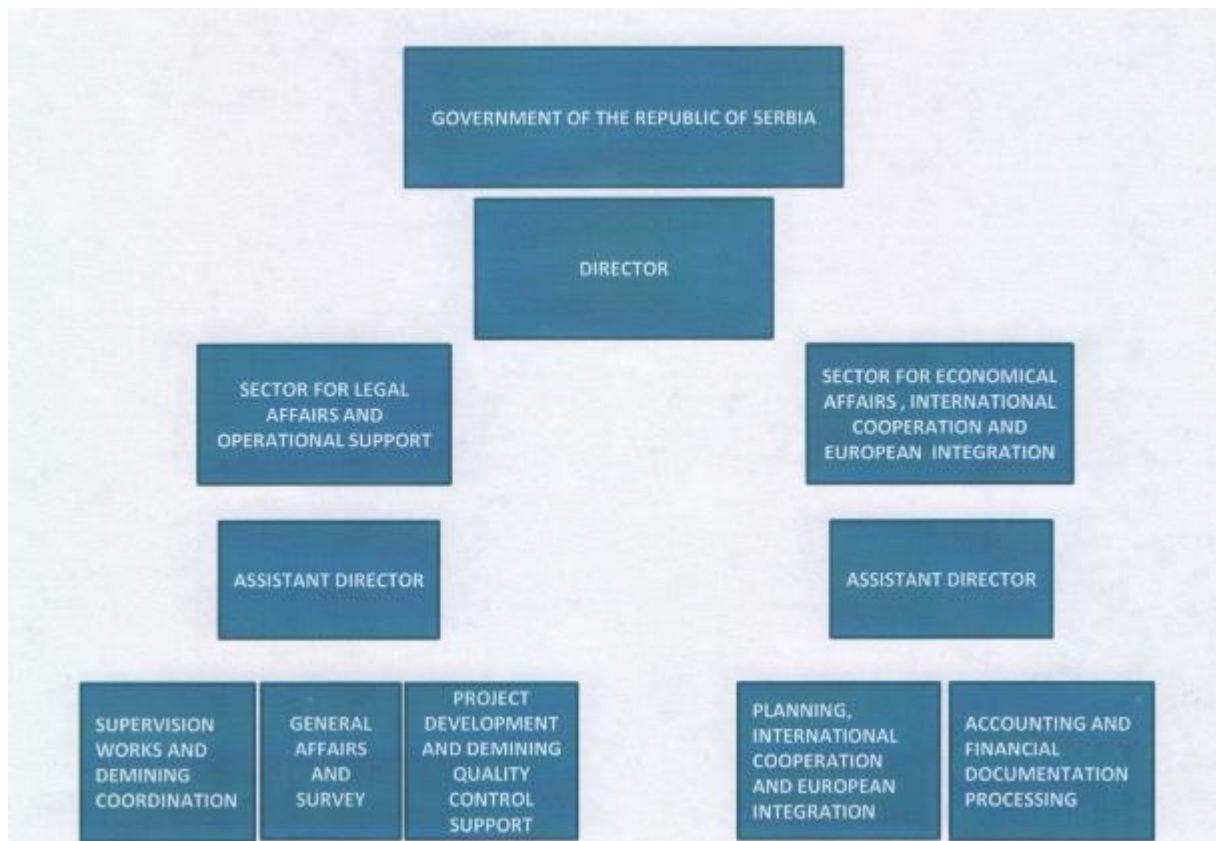 GOVERNMENT OF THE REPUBLIC OF SERBIA
DIRECTOR
SECTOR FOR LEGAL
AFFAIRS AND
OPERATIONAL SUPPORT
SECTOR FOR ECONOMICAL
AFFAIRS , INTERNATIONAL
COOPERATION AND
EUROPEAN INTEGRATION
ASSISTANT DIRECTOR
ASSISTANT DIRECTOR
SUPERVISION
WORKS AND
DEMINING
COORDINATION
GENERAL
AFFAIRS
AND
SURVEY
PROJECT
DEVELOPMENT
AND DEMINING
QUALITY
CONTROL
SUPPORT
PLANNING,
INTERNATIONAL
COOPERATION
AND EUROPEAN
INTEGRATION
ACCOUNTING AND
FINANCIAL
DOCUMENTATION
PROCESSING